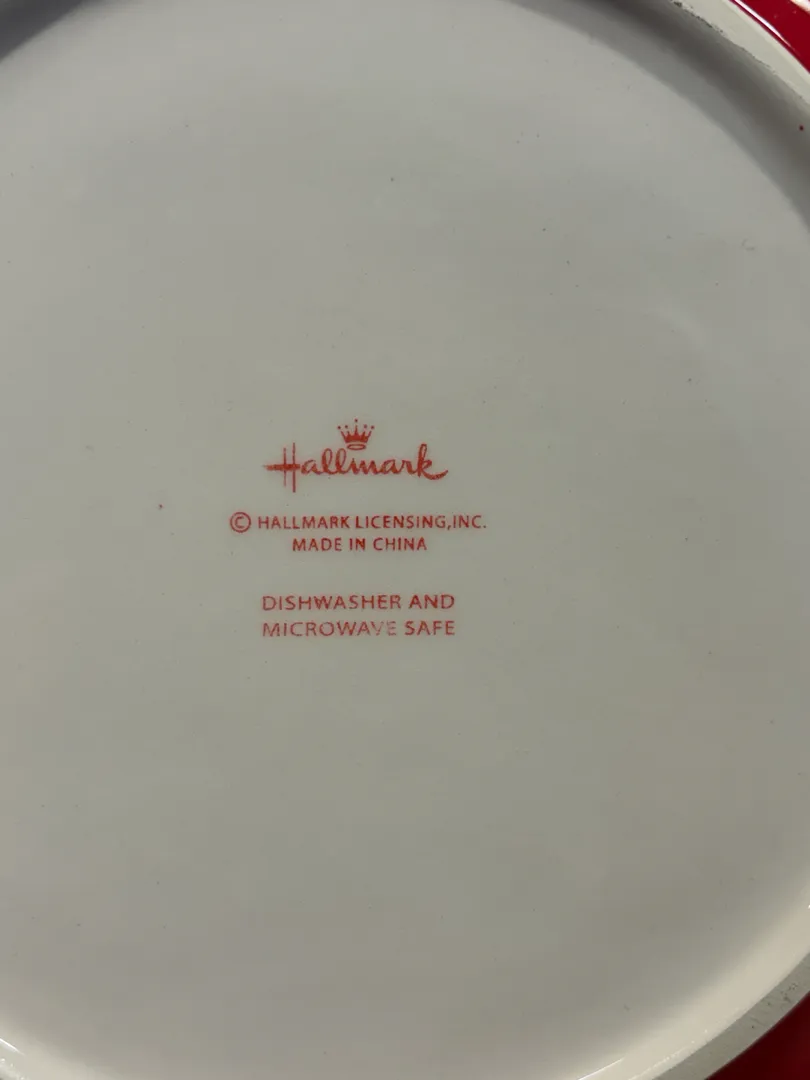 Hallmark
© HALLMARK LICENSING,INC.
MADE IN CHINA
DISHWASHER AND
MICROWAVE SAFE